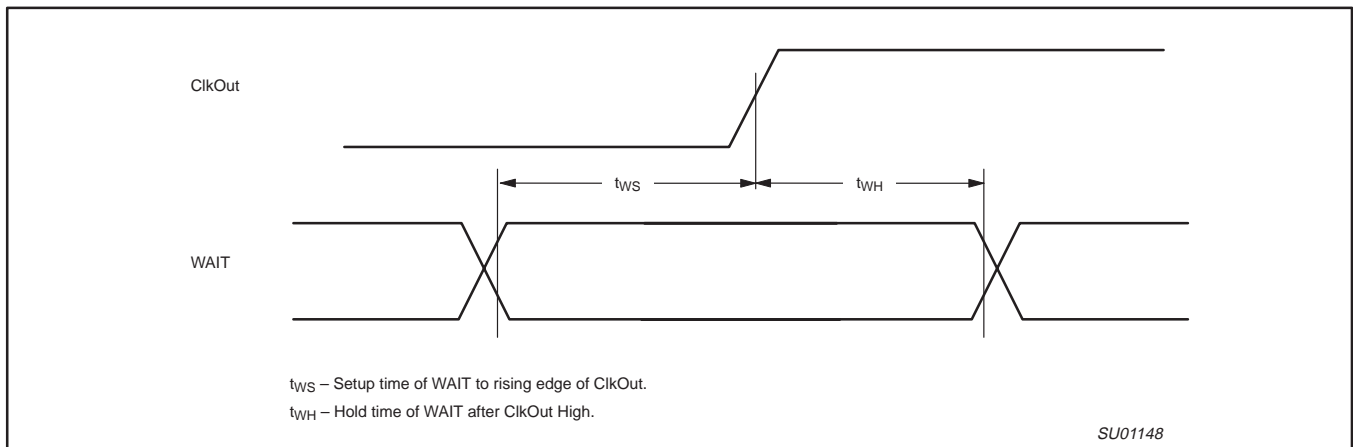 ClkOut
tWS
tWH
WAIT
tWS – Setup time of WAIT to rising edge of ClkOut.
tWH – Hold time of WAIT after ClkOut High.
SU01148